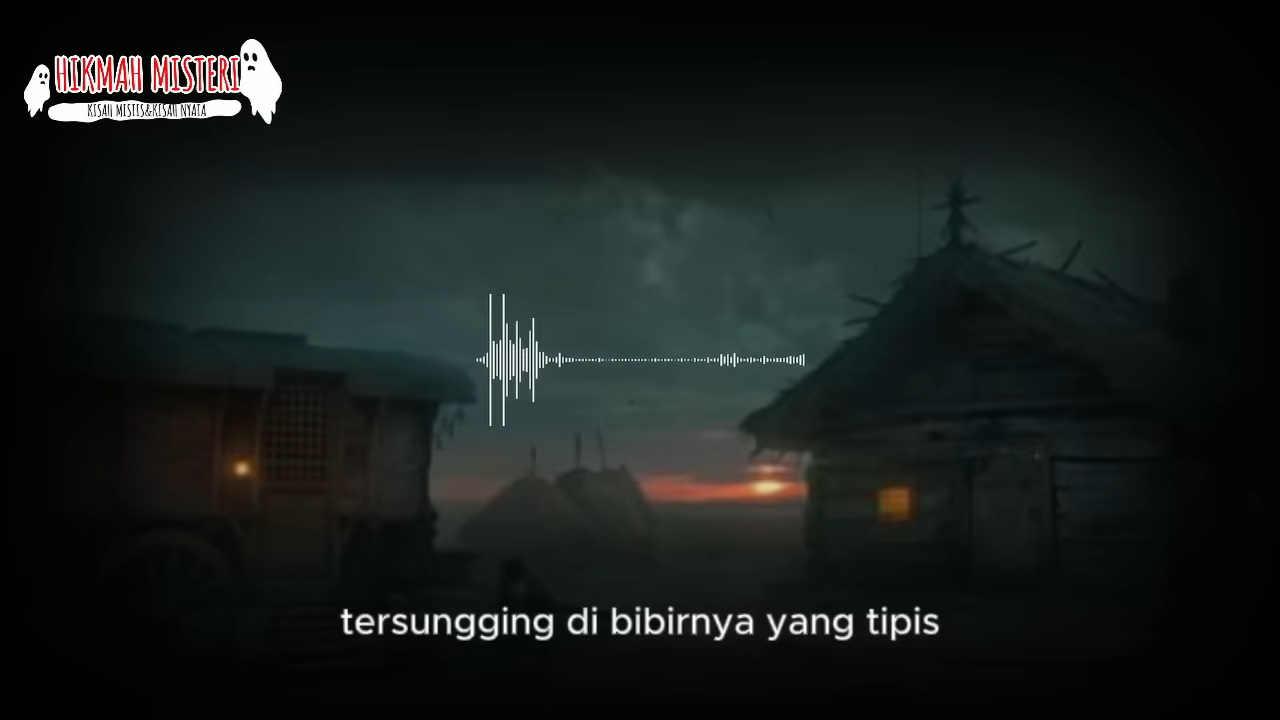 HIKMAH MISTERI
KISAH MISTIS&KISAH NYATA
tersungging di bibirnya yang tipis